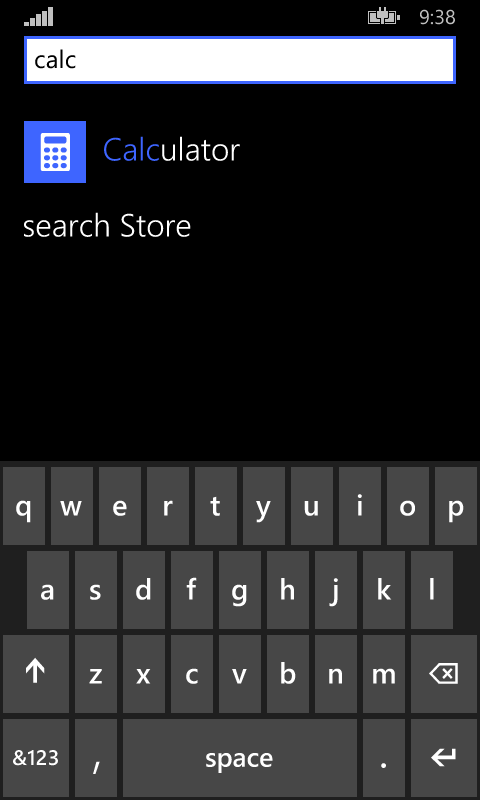 9:38
calc
Calculator
search Store
q w e r t y u i o p
a s d f g h j k l
z x c v b n m
&123 , space .